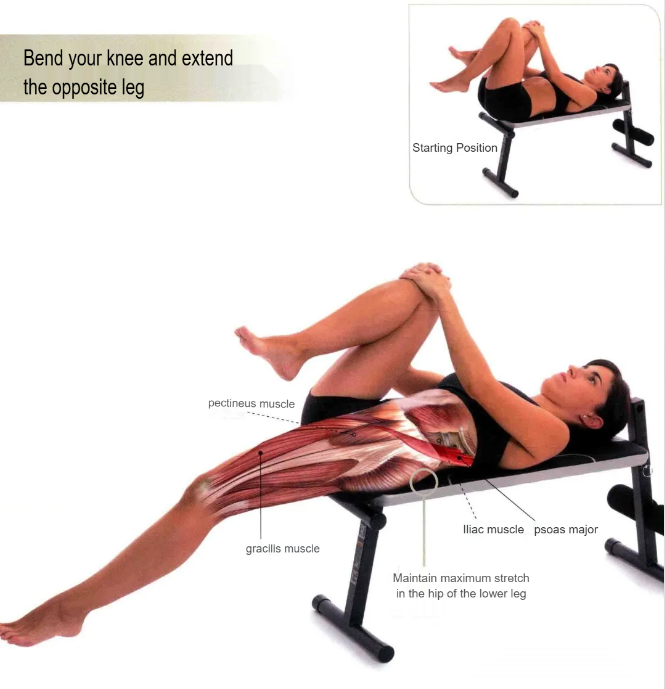 Bend your knee and extend
the opposite leg
Starting Position
pectineus muscle
Iliac muscle
psoas major
gracilis muscle
Maintain maximum stretch
in the hip of the lower leg